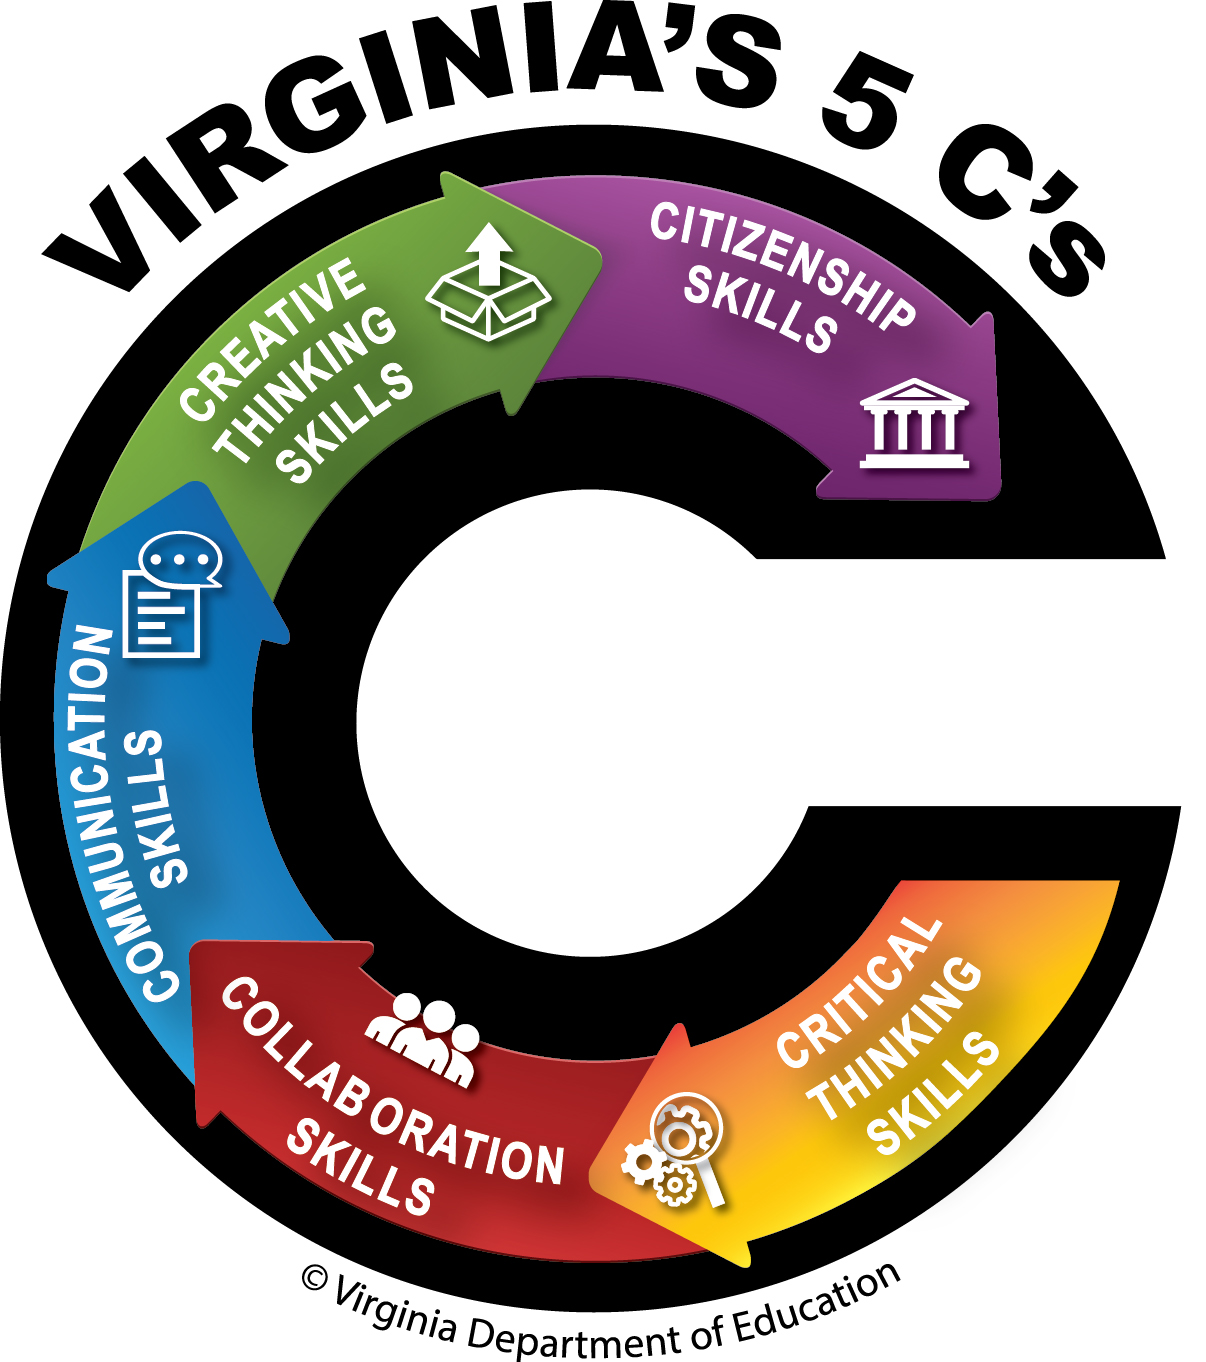 VIRGINIA'S 5 C's
CITIZENSHIP
SKILLS
CREATIVE
THINKING
SKILLS
COMMUNICATION
SKILLS
COLLABORATION
SKILLS
CRITICAL
THINKING
SKILLS
© Virginia Department of Education